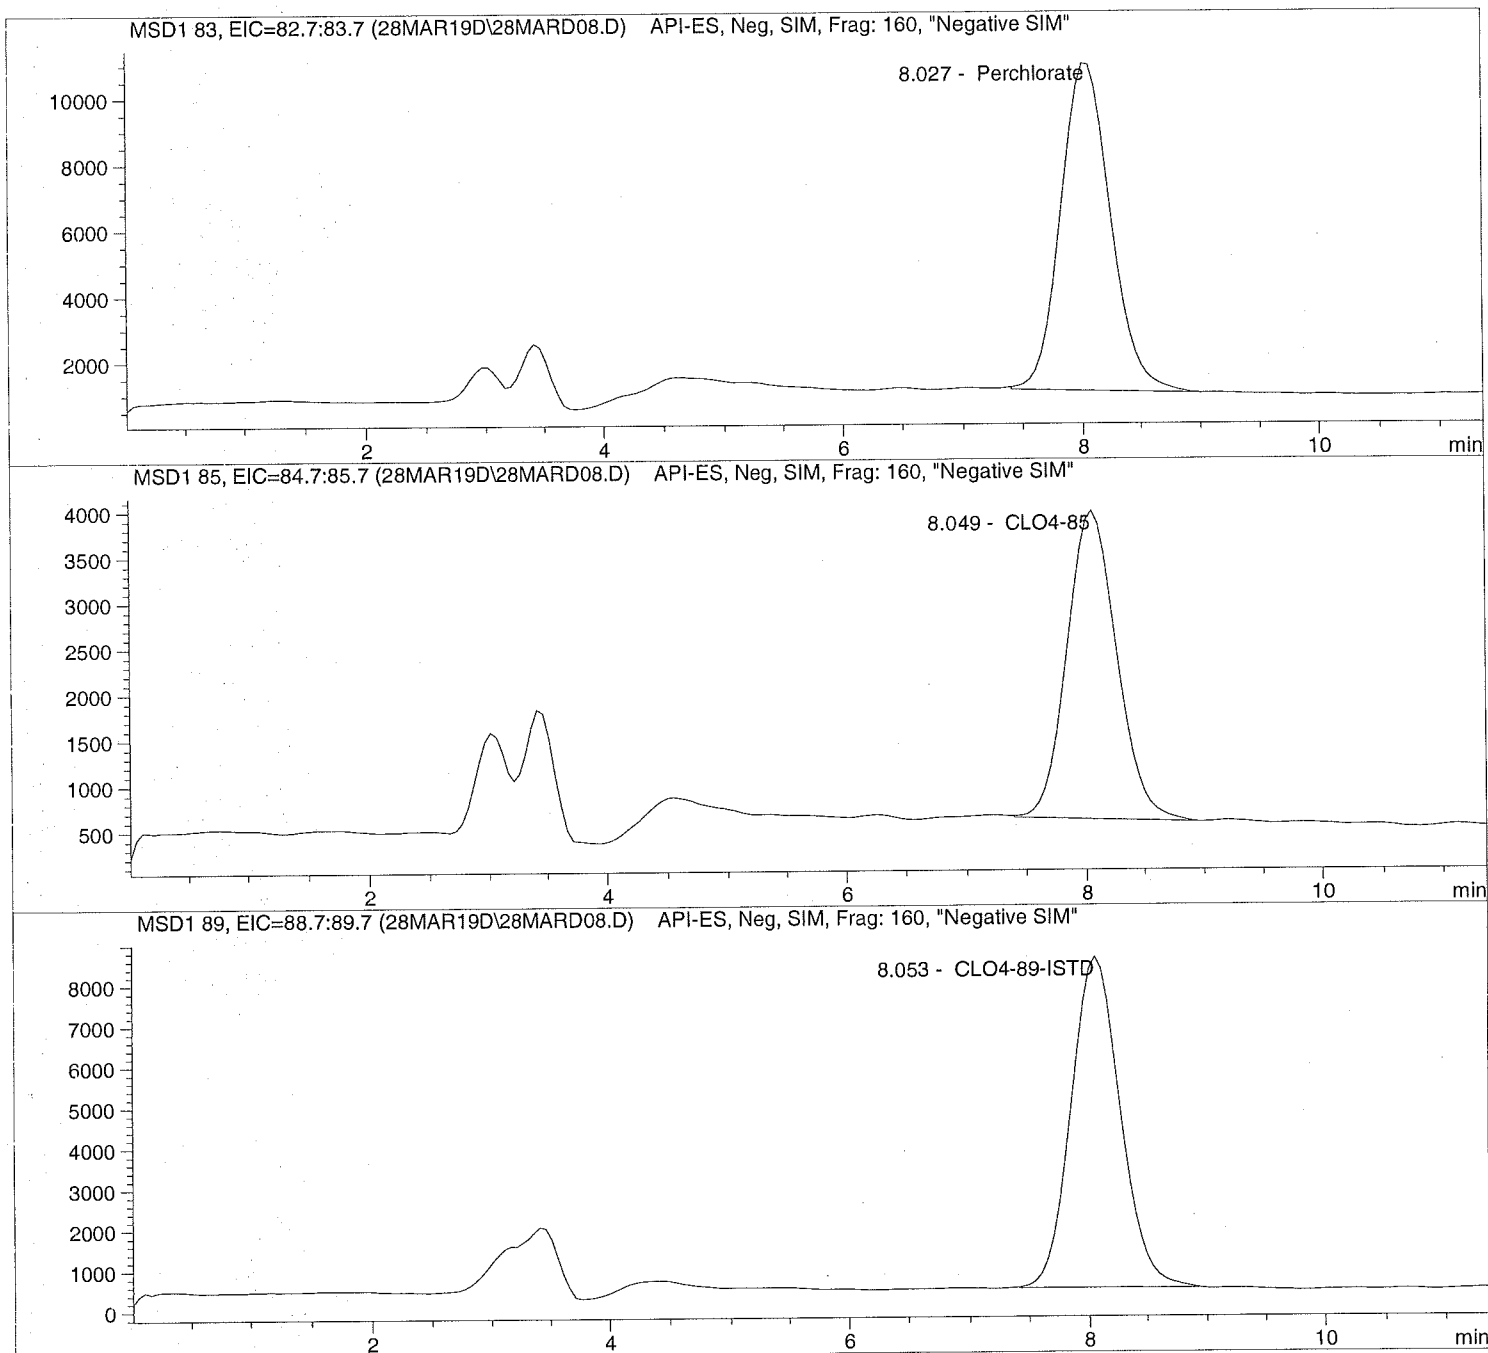 MSD1 83, EIC=82.7:83.7 (28MAR19D\28MARD08.D) API-ES, Neg, SIM, Frag: 160, "Negative SIM"
8.027 - Perchlorate
10000
8000
6000
4000
2000
2 4 6 8 10 min
MSD1 85, EIC=84.7:85.7 (28MAR19D\28MARD08.D) API-ES, Neg, SIM, Frag: 160, "Negative SIM"
8.049 - CLO4-85
4000
3500
3000
2500
2000
1500
1000
500
2 4 6 8 10 min
MSD1 89, EIC=88.7:89.7 (28MAR19D\28MARD08.D) API-ES, Neg, SIM, Frag: 160, "Negative SIM"
8.053 - CLO4-89-ISTD
8000
7000
6000
5000
4000
3000
2000
1000
0
2 4 6 8 10 min